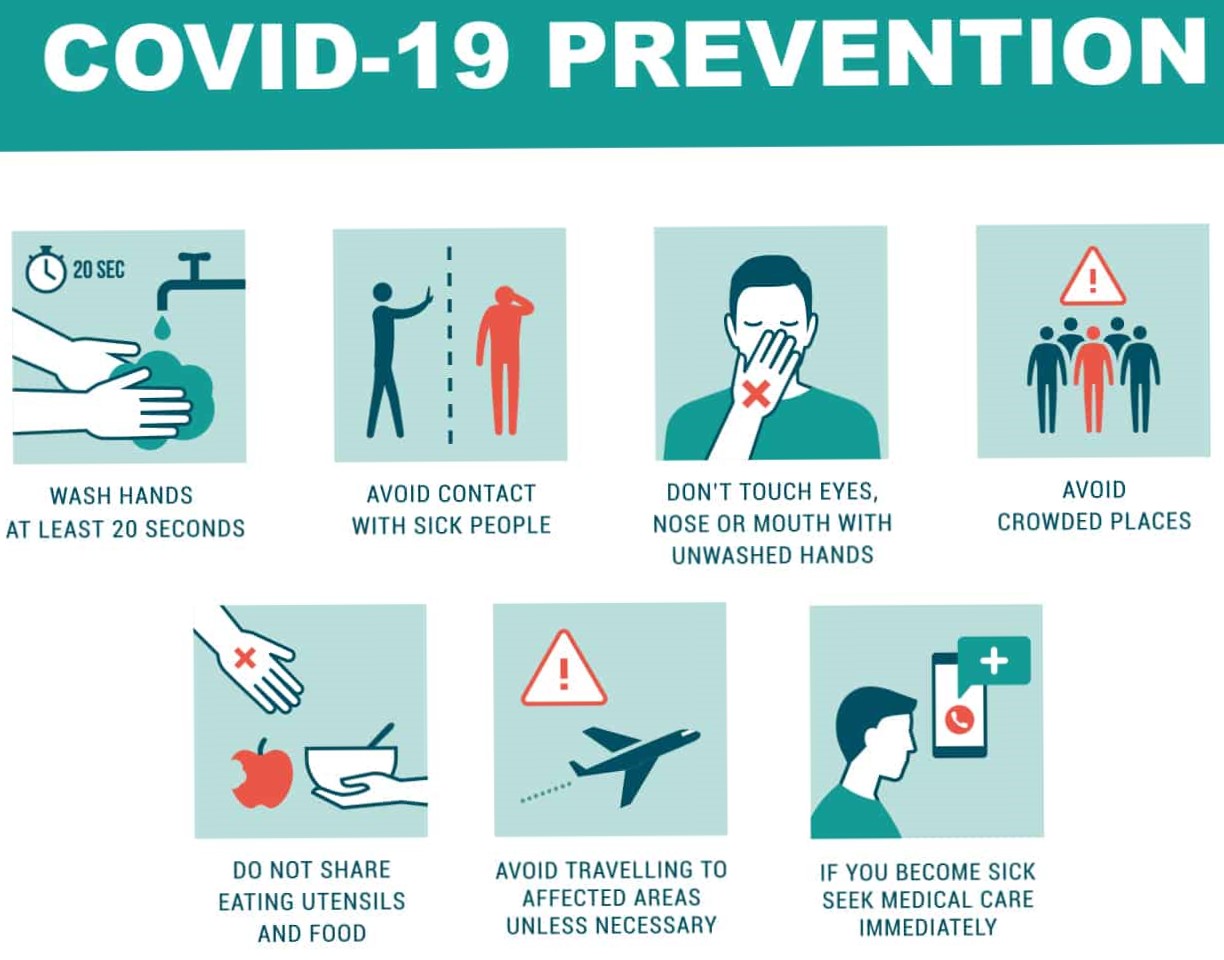 COVID-19 PREVENTION
20 SEC
WASH HANDS
AT LEAST 20 SECONDS
AVOID CONTACT
WITH SICK PEOPLE
DON'T TOUCH EYES,
NOSE OR MOUTH WITH
UNWASHED HANDS
AVOID
CROWDED PLACES
DO NOT SHARE
EATING UTENSILS
AND FOOD
AVOID TRAVELLING TO
AFFECTED AREAS
UNLESS NECESSARY
IF YOU BECOME SICK
SEEK MEDICAL CARE
IMMEDIATELY